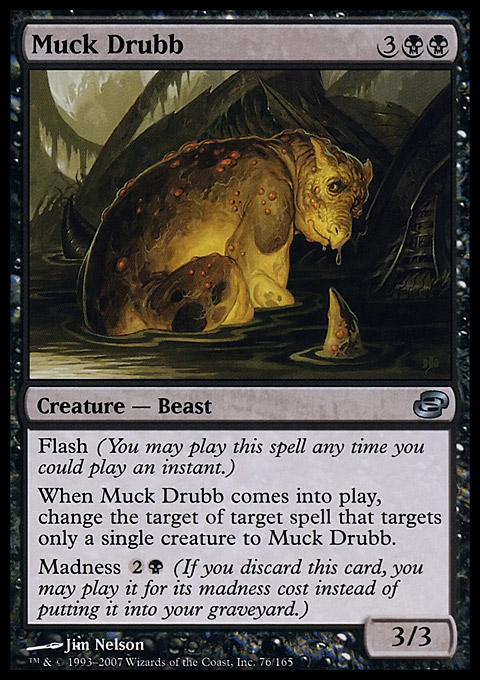 Muck Drubb 3
Creature — Beast
Flash (You may play this spell any time you
could play an instant.)
When Muck Drubb comes into play,
change the target of target spell that targets
only a single creature to Muck Drubb.
Madness 2 (If you discard this card, you
may play it for its madness cost instead of
putting it into your graveyard.)
Jim Nelson
3/3
™ & © 1993–2007 Wizards of the Coast, Inc. 76/165